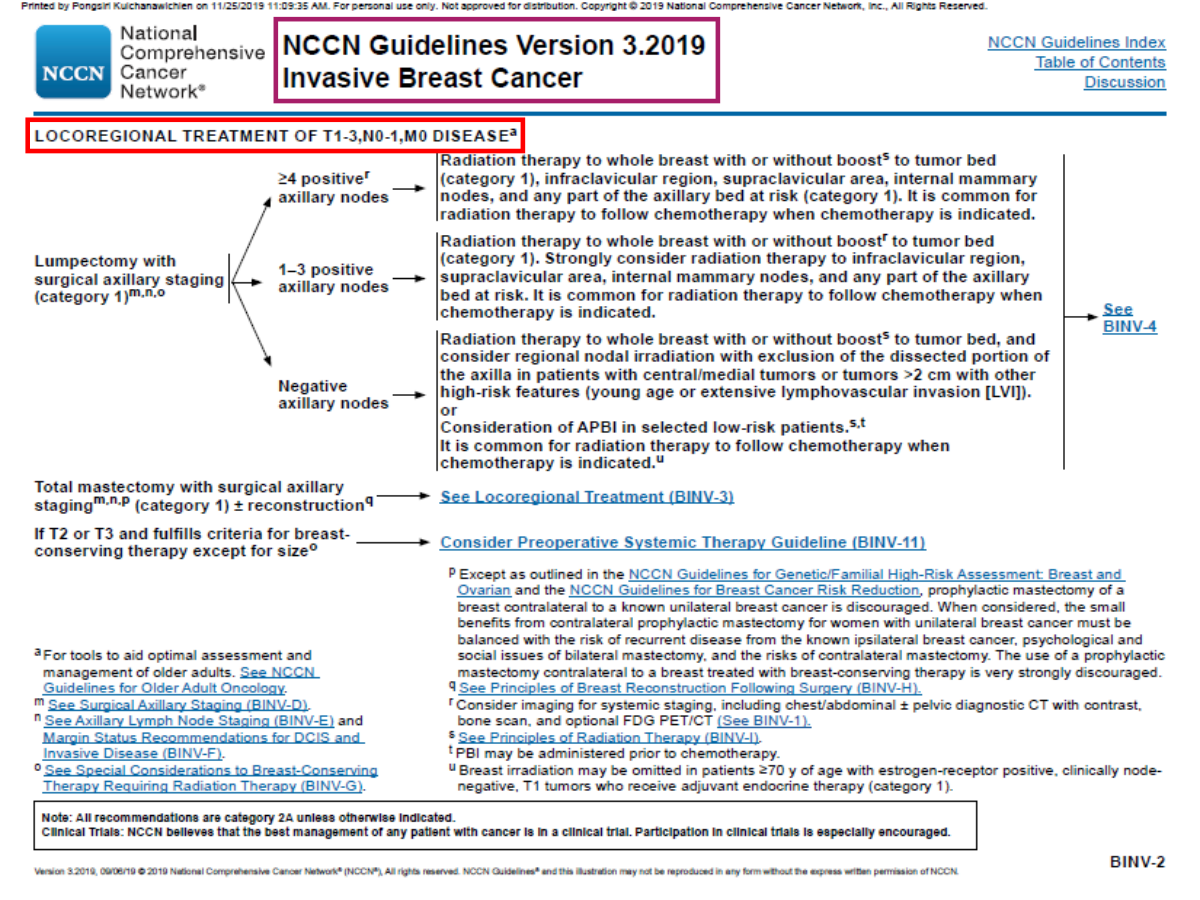 Printed by Pongsiri Kulchanawichien on 11/25/2019 11:09:35 AM. For personal use only. Not approved for distribution. Copyright © 2019 National Comprehensive Cancer Network, Inc., All Rights Reserved.
NCCN
National
Comprehensive
Cancer
Network®
NCCN Guidelines Version 3.2019
Invasive Breast Cancer
NCCN Guidelines Index
Table of Contents
Discussion
LOCOREGIONAL TREATMENT OF T1-3,N0-1,M0 DISEASEa
Lumpectomy with
surgical axillary staging
(category 1)m,n,o
≥4 positiver
axillary nodes
Radiation therapy to whole breast with or without boosts to tumor bed
(category 1), infraclavicular region, supraclavicular area, internal mammary
nodes, and any part of the axillary bed at risk (category 1). It is common for
radiation therapy to follow chemotherapy when chemotherapy is indicated.
1–3 positive
axillary nodes
Radiation therapy to whole breast with or without boostr to tumor bed
(category 1). Strongly consider radiation therapy to infraclavicular region,
supraclavicular area, internal mammary nodes, and any part of the axillary
bed at risk. It is common for radiation therapy to follow chemotherapy when
chemotherapy is indicated.
Negative
axillary nodes
Radiation therapy to whole breast with or without boosts to tumor bed, and
consider regional nodal irradiation with exclusion of the dissected portion of
the axilla in patients with central/medial tumors or tumors >2 cm with other
high-risk features (young age or extensive lymphovascular invasion [LVI]).
or
Consideration of APBI in selected low-risk patients.s,t
It is common for radiation therapy to follow chemotherapy when
chemotherapy is indicated.u
See
BINV-4
Total mastectomy with surgical axillary
stagingm,n,p (category 1) ± reconstructionq
See Locoregional Treatment (BINV-3)
If T2 or T3 and fulfills criteria for breast-
conserving therapy except for sizeo
Consider Preoperative Systemic Therapy Guideline (BINV-11)
a For tools to aid optimal assessment and
management of older adults. See NCCN
Guidelines for Older Adult Oncology.
m See Surgical Axillary Staging (BINV-D).
n See Axillary Lymph Node Staging (BINV-E) and
Margin Status Recommendations for DCIS and
Invasive Disease (BINV-F).
o See Special Considerations to Breast-Conserving
Therapy Requiring Radiation Therapy (BINV-G).
p Except as outlined in the NCCN Guidelines for Genetic/Familial High-Risk Assessment: Breast and
Ovarian and the NCCN Guidelines for Breast Cancer Risk Reduction, prophylactic mastectomy of a
breast contralateral to a known unilateral breast cancer is discouraged. When considered, the small
benefits from contralateral prophylactic mastectomy for women with unilateral breast cancer must be
balanced with the risk of recurrent disease from the known ipsilateral breast cancer, psychological and
social issues of bilateral mastectomy, and the risks of contralateral mastectomy. The use of a prophylactic
mastectomy contralateral to a breast treated with breast-conserving therapy is very strongly discouraged.
q See Principles of Breast Reconstruction Following Surgery (BINV-H).
r Consider imaging for systemic staging, including chest/abdominal ± pelvic diagnostic CT with contrast,
bone scan, and optional FDG PET/CT (See BINV-1).
s See Principles of Radiation Therapy (BINV-I).
t PBI may be administered prior to chemotherapy.
u Breast irradiation may be omitted in patients ≥70 y of age with estrogen-receptor positive, clinically node-
negative, T1 tumors who receive adjuvant endocrine therapy (category 1).
Note: All recommendations are category 2A unless otherwise indicated.
Clinical Trials: NCCN believes that the best management of any patient with cancer is in a clinical trial. Participation in clinical trials is especially encouraged.
BINV-2
Version 3.2019, 09/06/19 © 2019 National Comprehensive Cancer Network® (NCCN®), All rights reserved. NCCN Guidelines® and this illustration may not be reproduced in any form without the express written permission of NCCN.